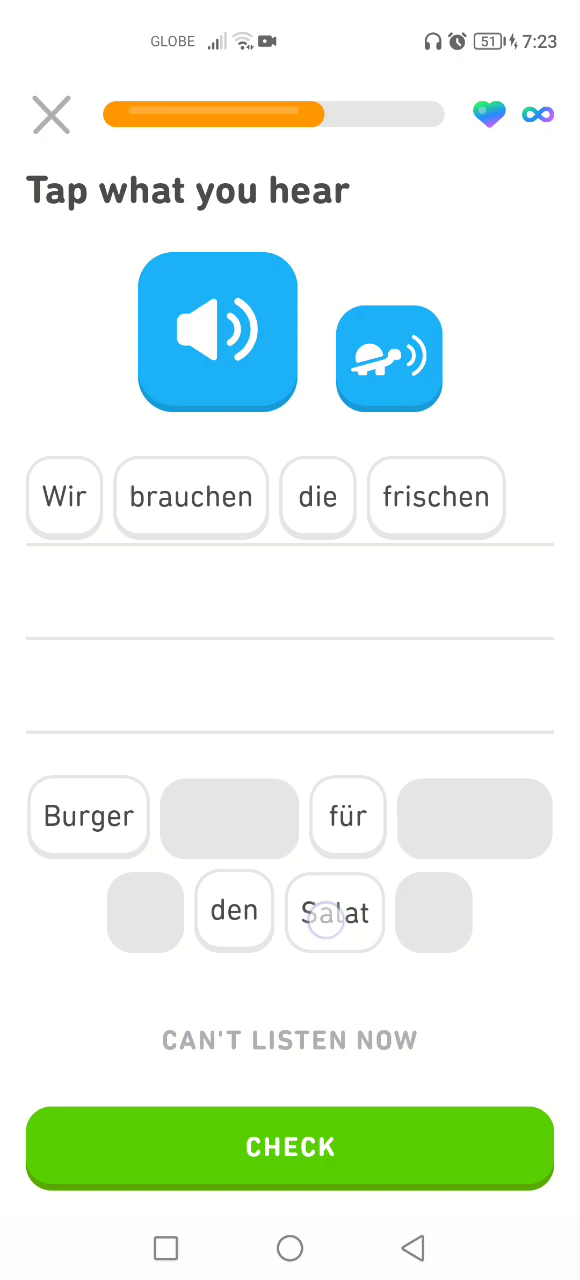 GLOBE 51 7:23
Tap what you hear
Wir brauchen die frischen
Burger für
den Salat
CAN'T LISTEN NOW
CHECK